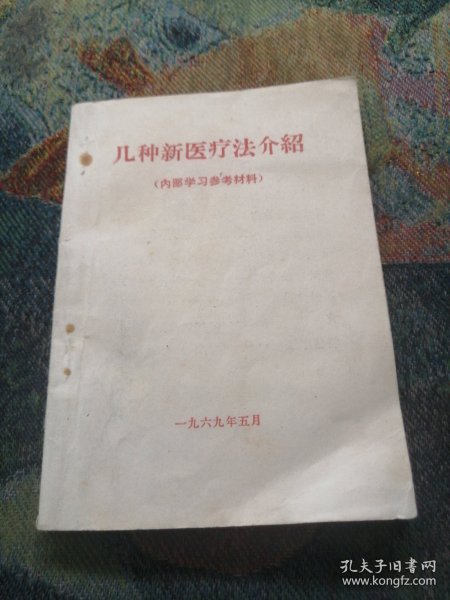 几种新医疗法介紹
（内部学习参考材料）
一九六九年五月
孔夫子旧书网
www.kongfz.com